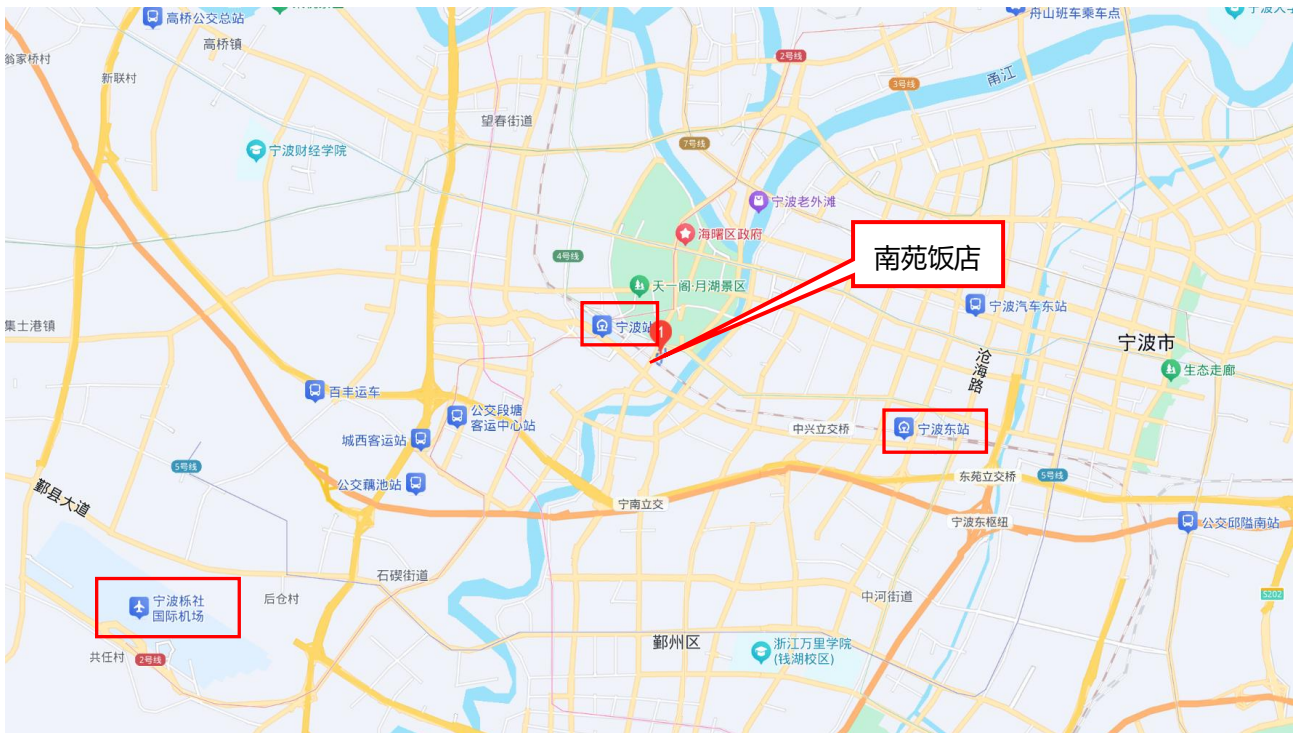 高桥公交总站
舟山班车乘车点
高桥镇
翁家桥村
新联村
2号线
3号线
甬江
望春街道
7号线
宁波财经学院
宁波老外滩
海曙区政府
南苑饭店
4号线
天一阁·月湖景区
宁波汽车东站
集士港镇
宁波站
1
沧海路
宁波市
生态走廊
百丰运车
公交段塘
客运中心站
中兴立交桥
宁波东站
城西客运站
5号线
公交藕池站
东苑立交桥
5号线
鄞县大道
宁南立交
宁波东枢纽
公交邱隘南站
石碶街道
宁波栎社
国际机场
后仓村
中河街道
S202
鄞州区
浙江万里学院
(钱湖校区)
共任村
2号线